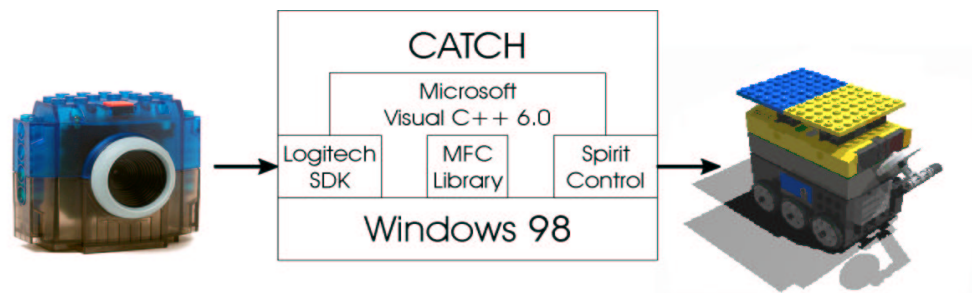 CATCH
Microsoft
Visual C++ 6.0
Logitech
SDK
MFC
Library
Spirit
Control
Windows 98